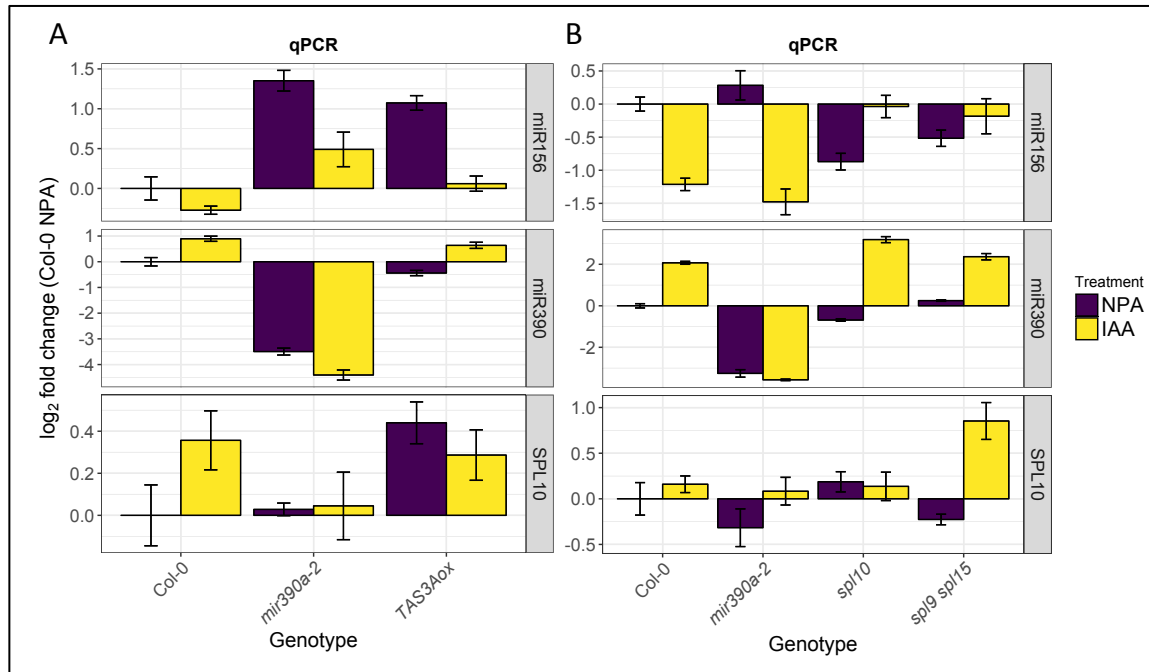 A
qPCR
log2 fold change (Col-0 NPA)
1.5
1.0
0.5
0.0
miR156
1
0
-1
-2
-3
-4
miR390
0.4
0.2
0.0
SPL10
Col-0
mir390a-2
TAS3Aox
Genotype
B
qPCR
0.5
0.0
-0.5
-1.0
-1.5
miR156
2
0
-2
miR390
1.0
0.5
0.0
-0.5
SPL10
Col-0
mir390a-2
spl10
spl9 spl15
Genotype
Treatment
NPA
IAA